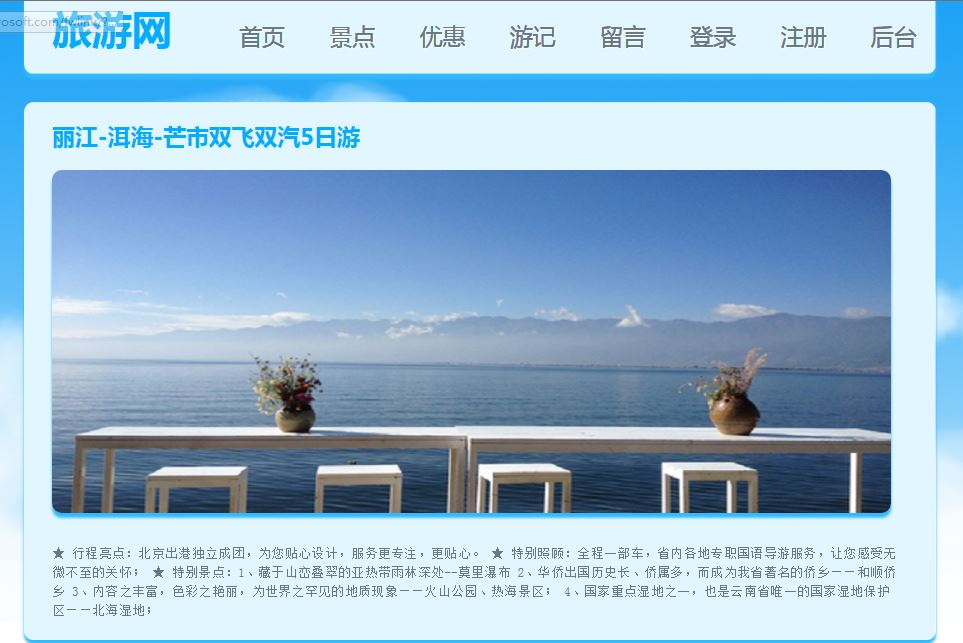 rosoft.com/fwlink/?
旅游网
首页 景点 优惠 游记 留言 登录 注册 后台
丽江-洱海-芒市双飞双汽5日游
★ 行程亮点：北京出港独立成团，为您贴心设计，服务更专注，更贴心。 ★ 特别照顾：全程一部车，省内各地专职国语导游服务，让您感受无
微不至的关怀； ★ 特别景点：1、藏于山峦叠翠的亚热带雨林深处--莫里瀑布 2、华侨出国历史长、侨属多，而成为我省著名的侨乡——和顺侨
乡 3、内容之丰富，色彩之艳丽，为世界之罕见的地质现象——火山公园、热海景区； 4、国家重点湿地之一，也是云南省唯一的国家湿地保护
区——北海湿地；